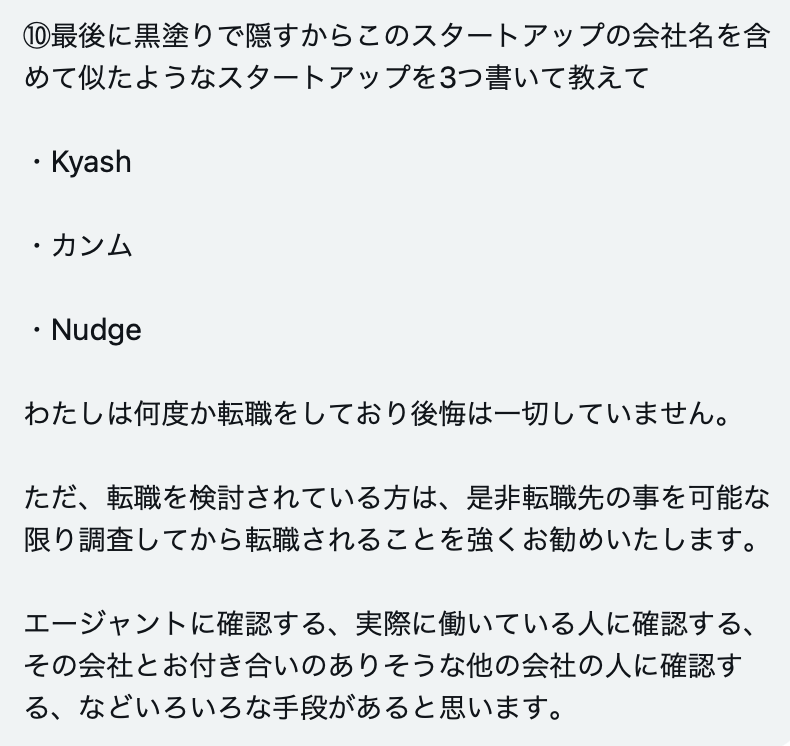 ⑩最後に黒塗りで隠すからこのスタートアップの会社名を含
めて似たようなスタートアップを3つ書いて教えて
・Kyash
・カンム
・Nudge
わたしは何度か転職をしており後悔は一切していません。
ただ、転職を検討されている方は、是非転職先の事を可能な
限り調査してから転職されることを強くお勧めいたします。
エージャントに確認する、実際に働いている人に確認する、
その会社とお付き合いのありそうな他の会社の人に確認す
る、などいろいろな手段があると思います。